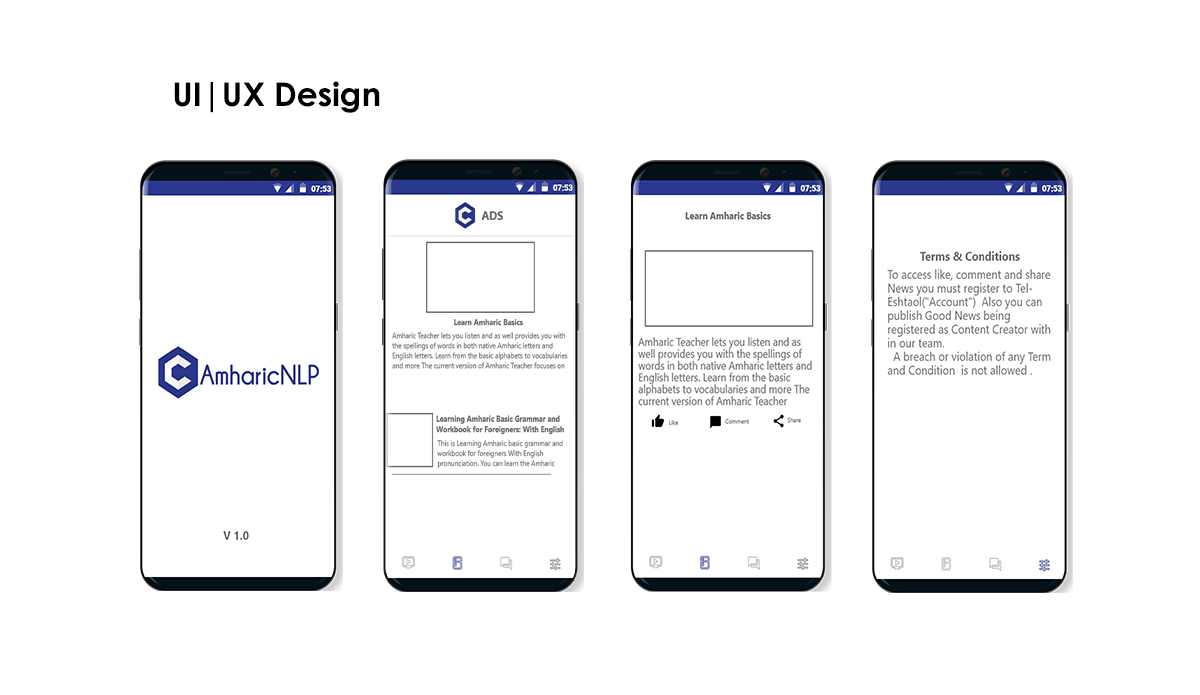 UI|UX Design
07:53
AmharicNLP
V 1.0
07:53
ADS
Learn Amharic Basics
Amharic Teacher lets you listen and as well provides you with
the spellings of words in both native Amharic letters and
English letters. Learn from the basic alphabets to vocabularies
and more The current version of Amharic Teacher focuses on
Learning Amharic Basic Grammar and
Workbook for Foreigners: With English
This is Learning Amharic basic grammar and
workbook for foreigners With English
pronunciation. You can learn the Amharic
07:53
Learn Amharic Basics
Amharic Teacher lets you listen and as
well provides you with the spellings of
words in both native Amharic letters and
English letters. Learn from the basic
alphabets to vocabularies and more The
current version of Amharic Teacher
Like
Comment
Share
07:53
Terms & Conditions
To access like, comment and share
News you must register to Tel-
Eshtaol("Account") Also you can
publish Good News being
registered as Content Creator with
in our team.
A breach or violation of any Term
and Condition is not allowed .